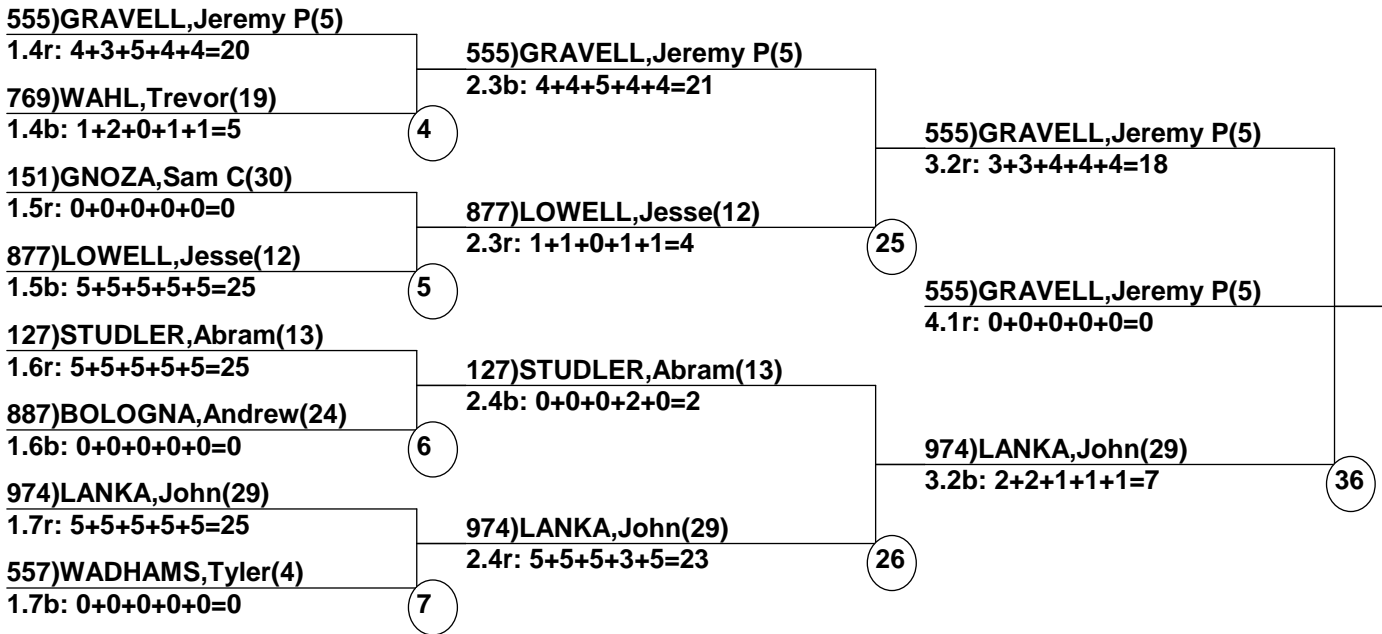 555)GRAVELL,Jeremy P(5)
1.4r: 4+3+5+4+4=20
769)WAHL,Trevor(19)
1.4b: 1+2+0+1+1=5
4
151)GNOZA,Sam C(30)
1.5r: 0+0+0+0+0=0
877)LOWELL,Jesse(12)
1.5b: 5+5+5+5+5=25
5
127)STUDLER,Abram(13)
1.6r: 5+5+5+5+5=25
887)BOLOGNA,Andrew(24)
1.6b: 0+0+0+0+0=0
6
974)LANKA,John(29)
1.7r: 5+5+5+5+5=25
557)WADHAMS,Tyler(4)
1.7b: 0+0+0+0+0=0
7
555)GRAVELL,Jeremy P(5)
2.3b: 4+4+5+4+4=21
877)LOWELL,Jesse(12)
2.3r: 1+1+0+1+1=4
25
127)STUDLER,Abram(13)
2.4b: 0+0+0+2+0=2
974)LANKA,John(29)
2.4r: 5+5+5+3+5=23
26
555)GRAVELL,Jeremy P(5)
3.2r: 3+3+4+4+4=18
555)GRAVELL,Jeremy P(5)
4.1r: 0+0+0+0+0=0
974)LANKA,John(29)
3.2b: 2+2+1+1+1=7
36